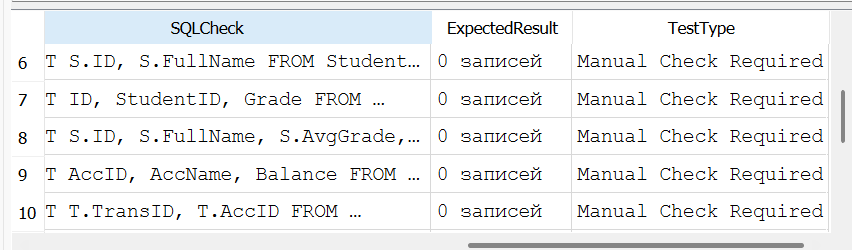 SQLCheck ExpectedResult TestType
6 T S.ID, S.FullName FROM Student… 0 записей Manual Check Required
7 T ID, StudentID, Grade FROM … 0 записей Manual Check Required
8 T S.ID, S.FullName, S.AvgGrade,… 0 записей Manual Check Required
9 T AccID, AccName, Balance FROM … 0 записей Manual Check Required
10 T T.TransID, T.AccID FROM … 0 записей Manual Check Required